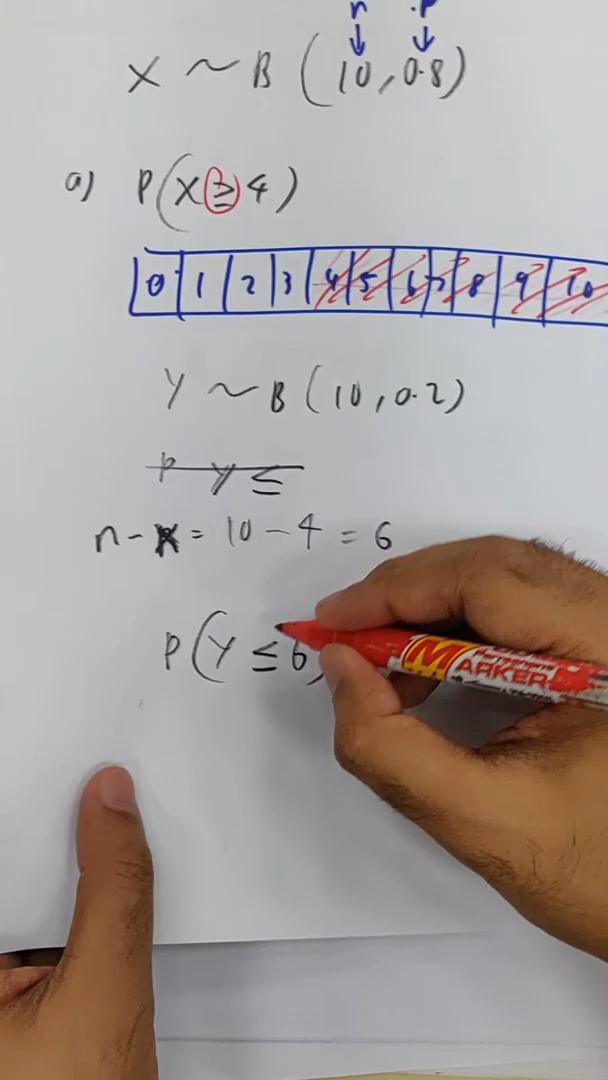 n p
↓ ↓
X ~ B (10, 0.8)
a) P(X ≥ 4)
0 1 2 3 4 5 6 7 8 9 10
Y ~ B (10, 0.2)
P Y ≤
n - x = 10 - 4 = 6
P(Y ≤ 6)
MARKER